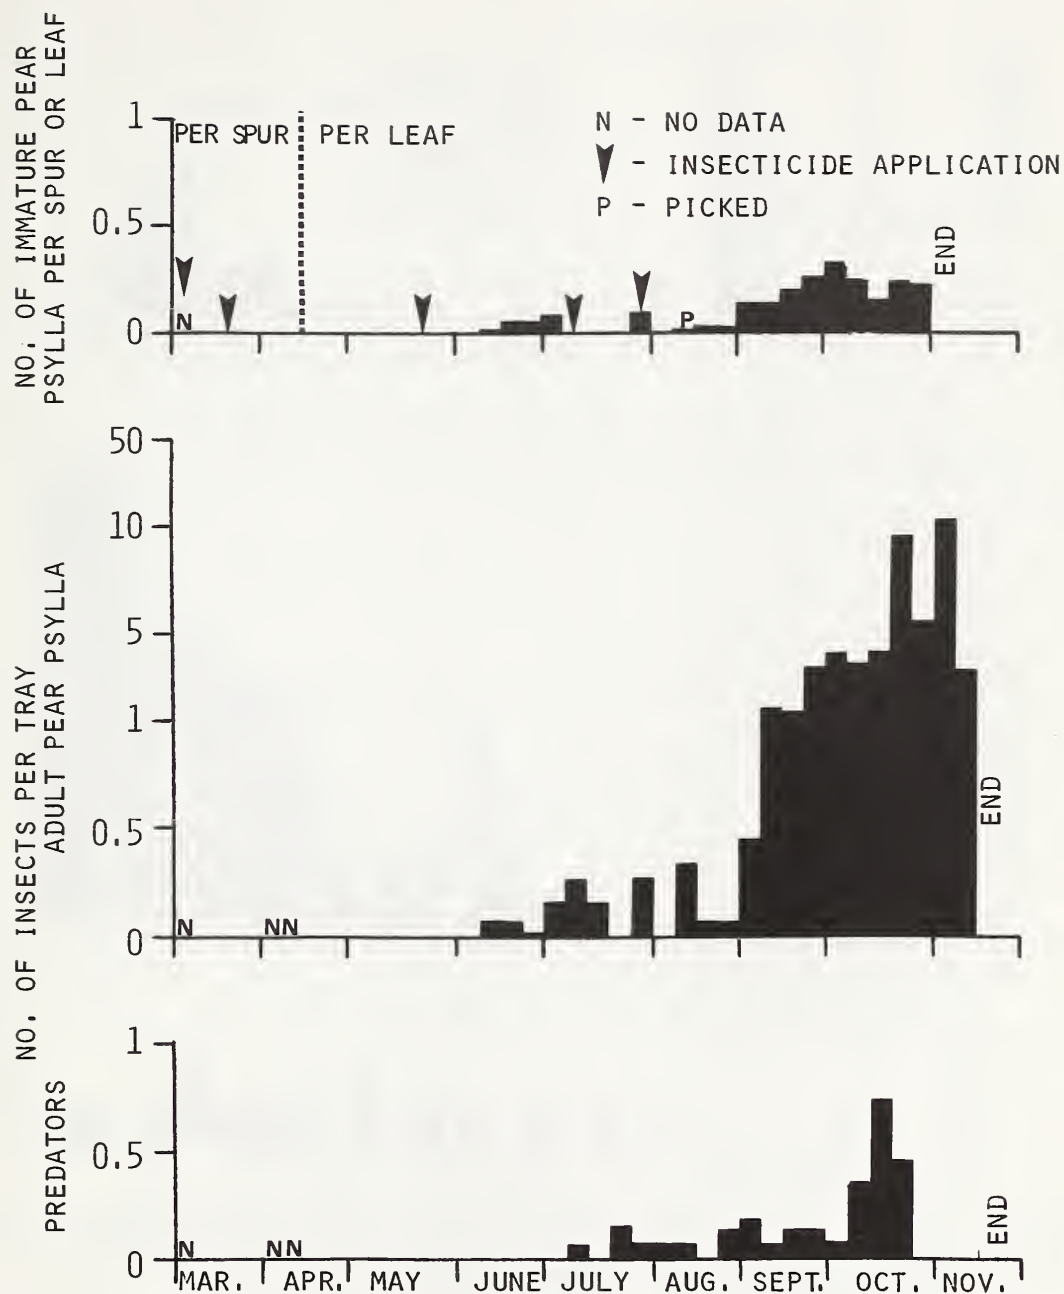 NO. OF IMMATURE PEAR
PSYLLA PER SPUR OR LEAF
1
0.5
0
PER SPUR
PER LEAF
N - NO DATA
- INSECTICIDE APPLICATION
P - PICKED
N
P
END
NO. OF INSECTS PER TRAY
ADULT PEAR PSYLLA
50
10
5
1
0.5
0
N
NN
END
PREDATORS
1
0.5
0
N
NN
END
MAR. APR. MAY JUNE JULY AUG. SEPT. OCT. NOV.